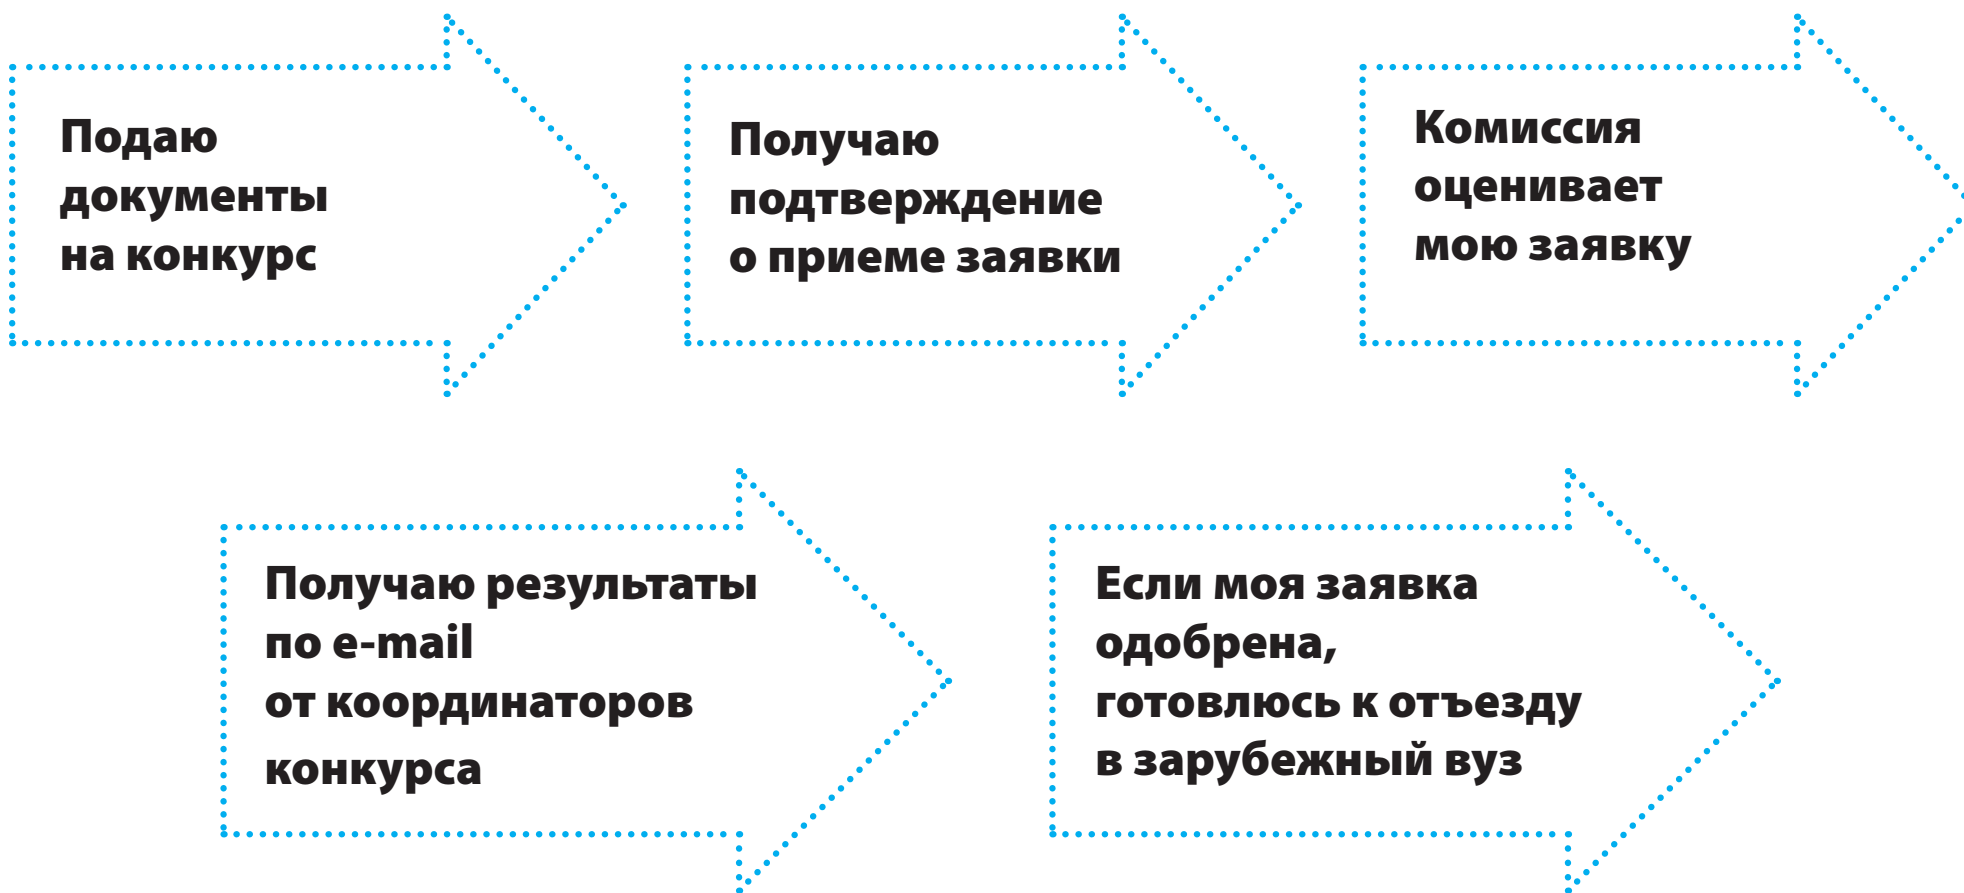 Подаю
документы
на конкурс
Получаю
подтверждение
о приеме заявки
Комиссия
оценивает
мою заявку
Получаю результаты
по e-mail
от координаторов
конкурса
Если моя заявка
одобрена,
готовлюсь к отъезду
в зарубежный вуз